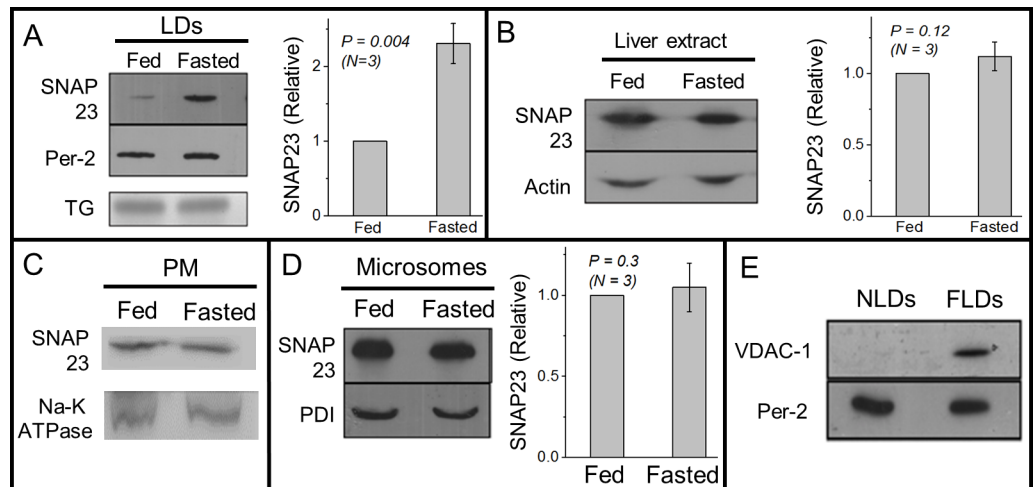 A
LDs
Fed Fasted
SNAP
23
Per-2
TG
SNAP23 (Relative)
P = 0.004
(N=3)
2
1
0
Fed Fasted
B
Liver extract
Fed Fasted
SNAP
23
Actin
SNAP23 (Relative)
P = 0.12
(N = 3)
1.0
0.5
0.0
Fed Fasted
C
PM
Fed Fasted
SNAP
23
Na-K
ATPase
D
Microsomes
Fed Fasted
SNAP
23
PDI
SNAP23 (Relative)
P = 0.3
(N = 3)
1.0
0.5
0.0
Fed Fasted
E
NLDs FLDs
VDAC-1
Per-2